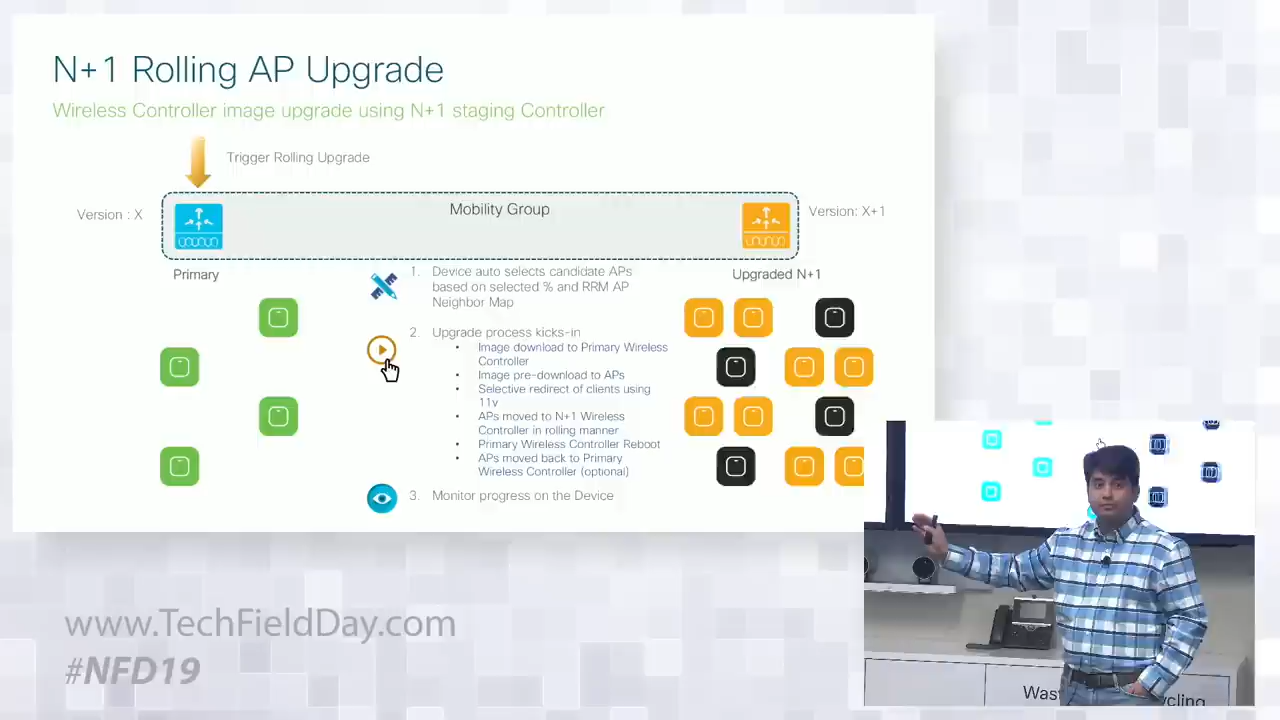 N+1 Rolling AP Upgrade
Wireless Controller image upgrade using N+1 staging Controller
Trigger Rolling Upgrade
Version : X
Mobility Group
Version: X+1
Primary
Upgraded N+1
1. Device auto selects candidate APs
based on selected % and RRM AP
Neighbor Map
2. Upgrade process kicks-in
• Image download to Primary Wireless
Controller
• Image pre-download to APs
• Selective redirect of clients using
11v
• APs moved to N+1 Wireless
Controller in rolling manner
• Primary Wireless Controller Reboot
• APs moved back to Primary
Wireless Controller (optional)
3. Monitor progress on the Device
www.TechFieldDay.com
#NFD19